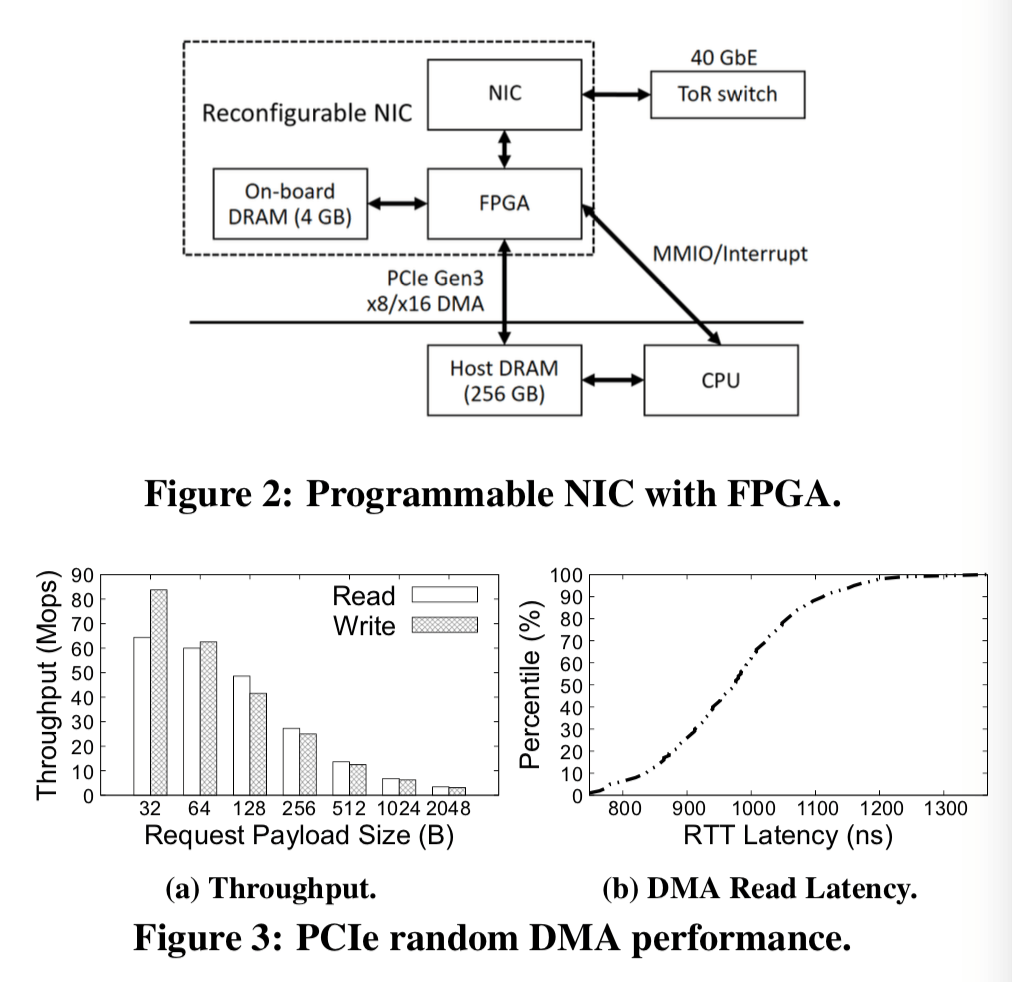 40 GbE
NIC
ToR switch
Reconfigurable NIC
On-board
DRAM (4 GB)
FPGA
MMIO/Interrupt
PCIe Gen3
x8/x16 DMA
Host DRAM
(256 GB)
CPU
Figure 2: Programmable NIC with FPGA.
Throughput (Mops)
90
80
70
60
50
40
30
20
10
0
Read
Write
32 64 128 256 512 1024 2048
Request Payload Size (B)
(a) Throughput.
Percentile (%)
100
90
80
70
60
50
40
30
20
10
0
800 900 1000 1100 1200 1300
RTT Latency (ns)
(b) DMA Read Latency.
Figure 3: PCIe random DMA performance.